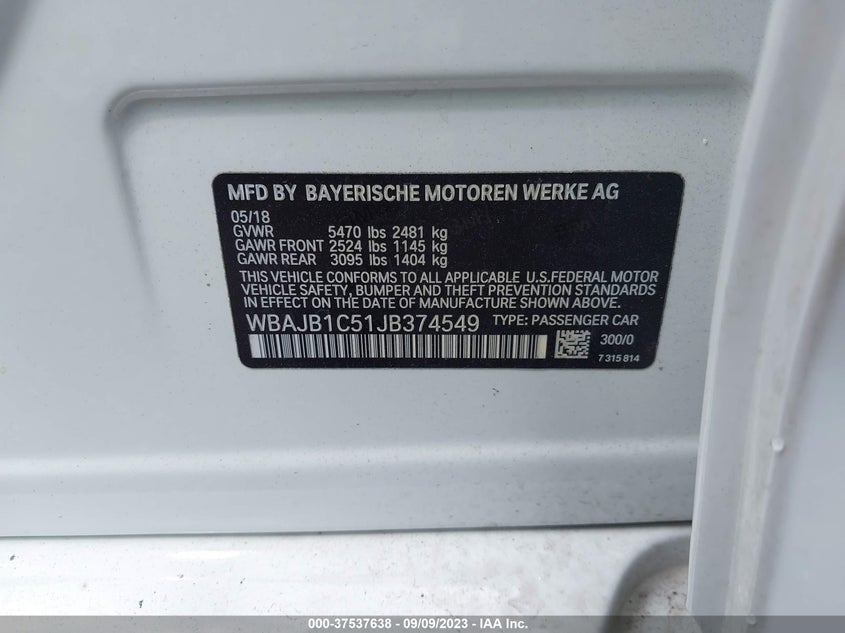 MFD BY BAYERISCHE MOTOREN WERKE AG
05/18
GVWR 5470 lbs 2481 kg
GAWR FRONT 2524 lbs 1145 kg
GAWR REAR 3095 lbs 1404 kg
THIS VEHICLE CONFORMS TO ALL APPLICABLE U.S.FEDERAL MOTOR
VEHICLE SAFETY, BUMPER AND THEFT PREVENTION STANDARDS
IN EFFECT ON THE DATE OF MANUFACTURE SHOWN ABOVE.
WBAJB1C51JB374549 TYPE: PASSENGER CAR
300/0
7 315 814
000-37537638 - 09/09/2023 - IAAI.com